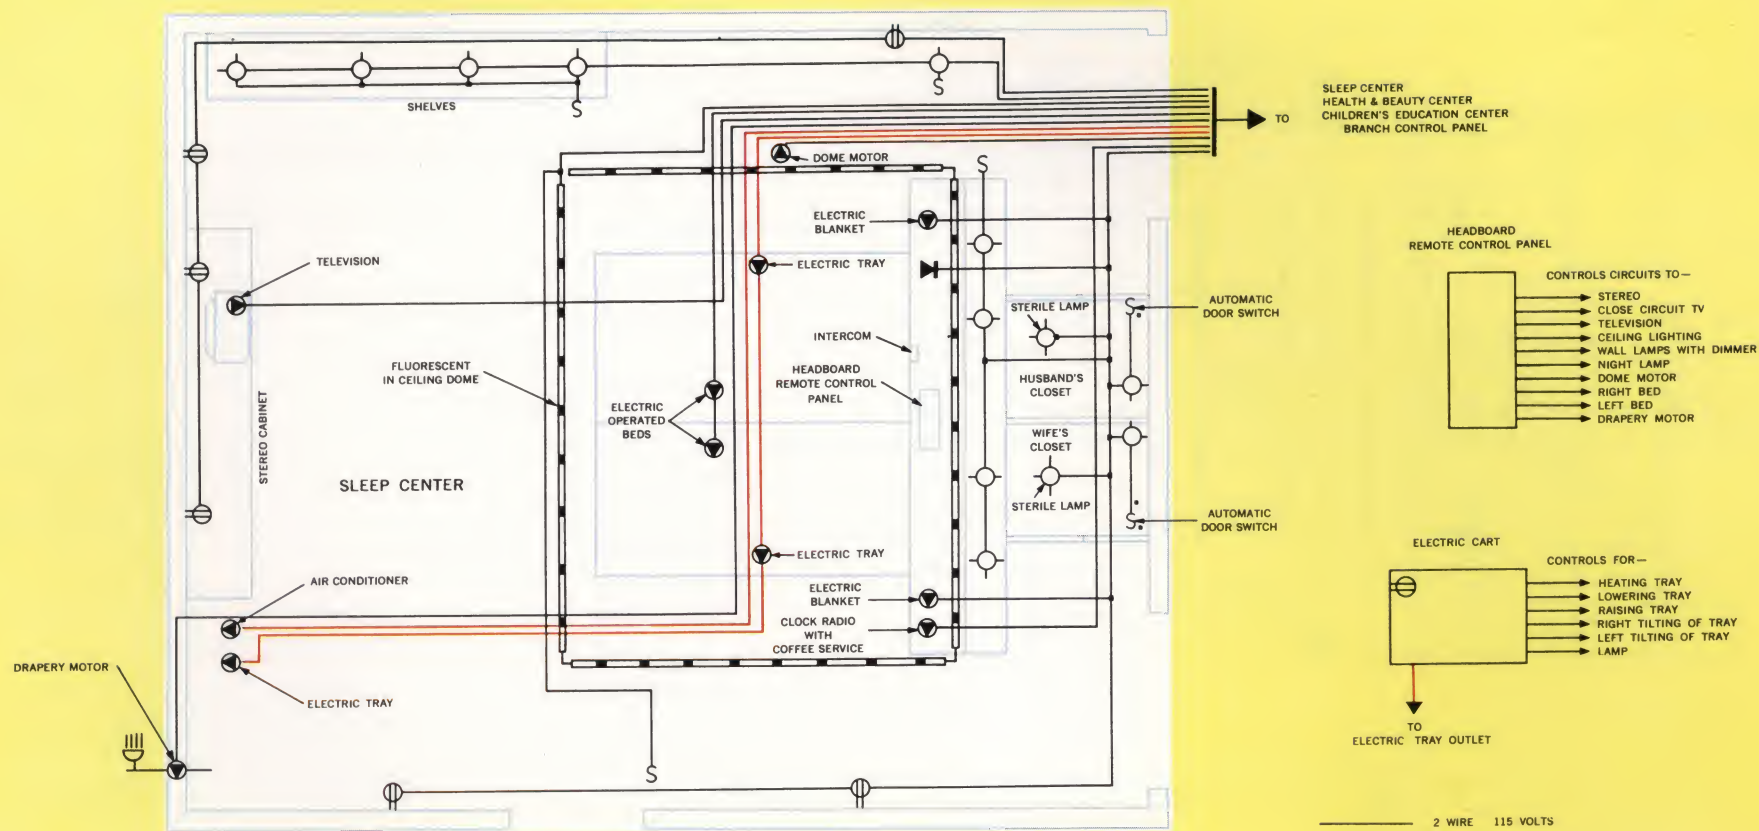 SHELVES
SLEEP CENTER
HEALTH & BEAUTY CENTER
CHILDREN'S EDUCATION CENTER
BRANCH CONTROL PANEL
TO
DOME MOTOR
ELECTRIC
BLANKET
TELEVISION
ELECTRIC TRAY
INTERCOM
HEADBOARD
REMOTE CONTROL
PANEL
FLUORESCENT
IN CEILING DOME
ELECTRIC
OPERATED
BEDS
STEREO CABINET
SLEEP CENTER
STERILE LAMP
HUSBAND'S
CLOSET
WIFE'S
CLOSET
STERILE LAMP
AUTOMATIC
DOOR SWITCH
AUTOMATIC
DOOR SWITCH
ELECTRIC TRAY
ELECTRIC
BLANKET
CLOCK RADIO
WITH
COFFEE SERVICE
AIR CONDITIONER
DRAPERY MOTOR
ELECTRIC TRAY
S
S
S
S
S
S
HEADBOARD
REMOTE CONTROL PANEL
CONTROLS CIRCUITS TO—
STEREO
CLOSE CIRCUIT TV
TELEVISION
CEILING LIGHTING
WALL LAMPS WITH DIMMER
NIGHT LAMP
DOME MOTOR
RIGHT BED
LEFT BED
DRAPERY MOTOR
ELECTRIC CART
CONTROLS FOR—
HEATING TRAY
LOWERING TRAY
RAISING TRAY
RIGHT TILTING OF TRAY
LEFT TILTING OF TRAY
LAMP
TO
ELECTRIC TRAY OUTLET
2 WIRE 115 VOLTS